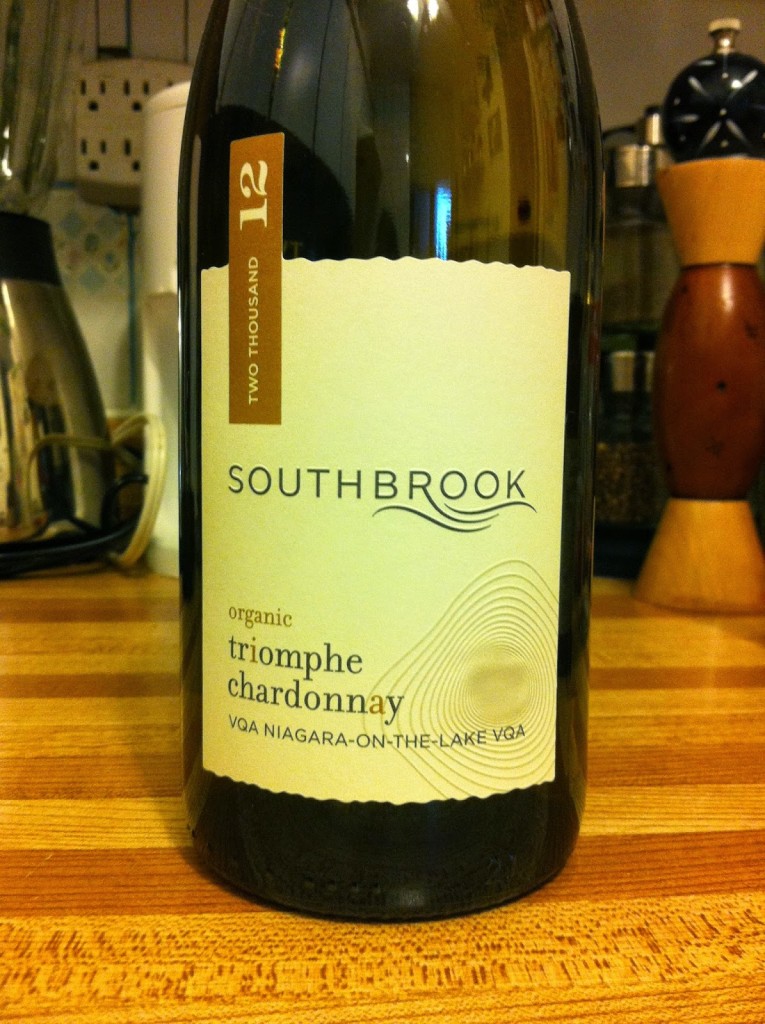 TWO THOUSAND 12
SOUTHBROOK
organic
triomphe
chardonnay
VQA NIAGARA-ON-THE-LAKE VQA